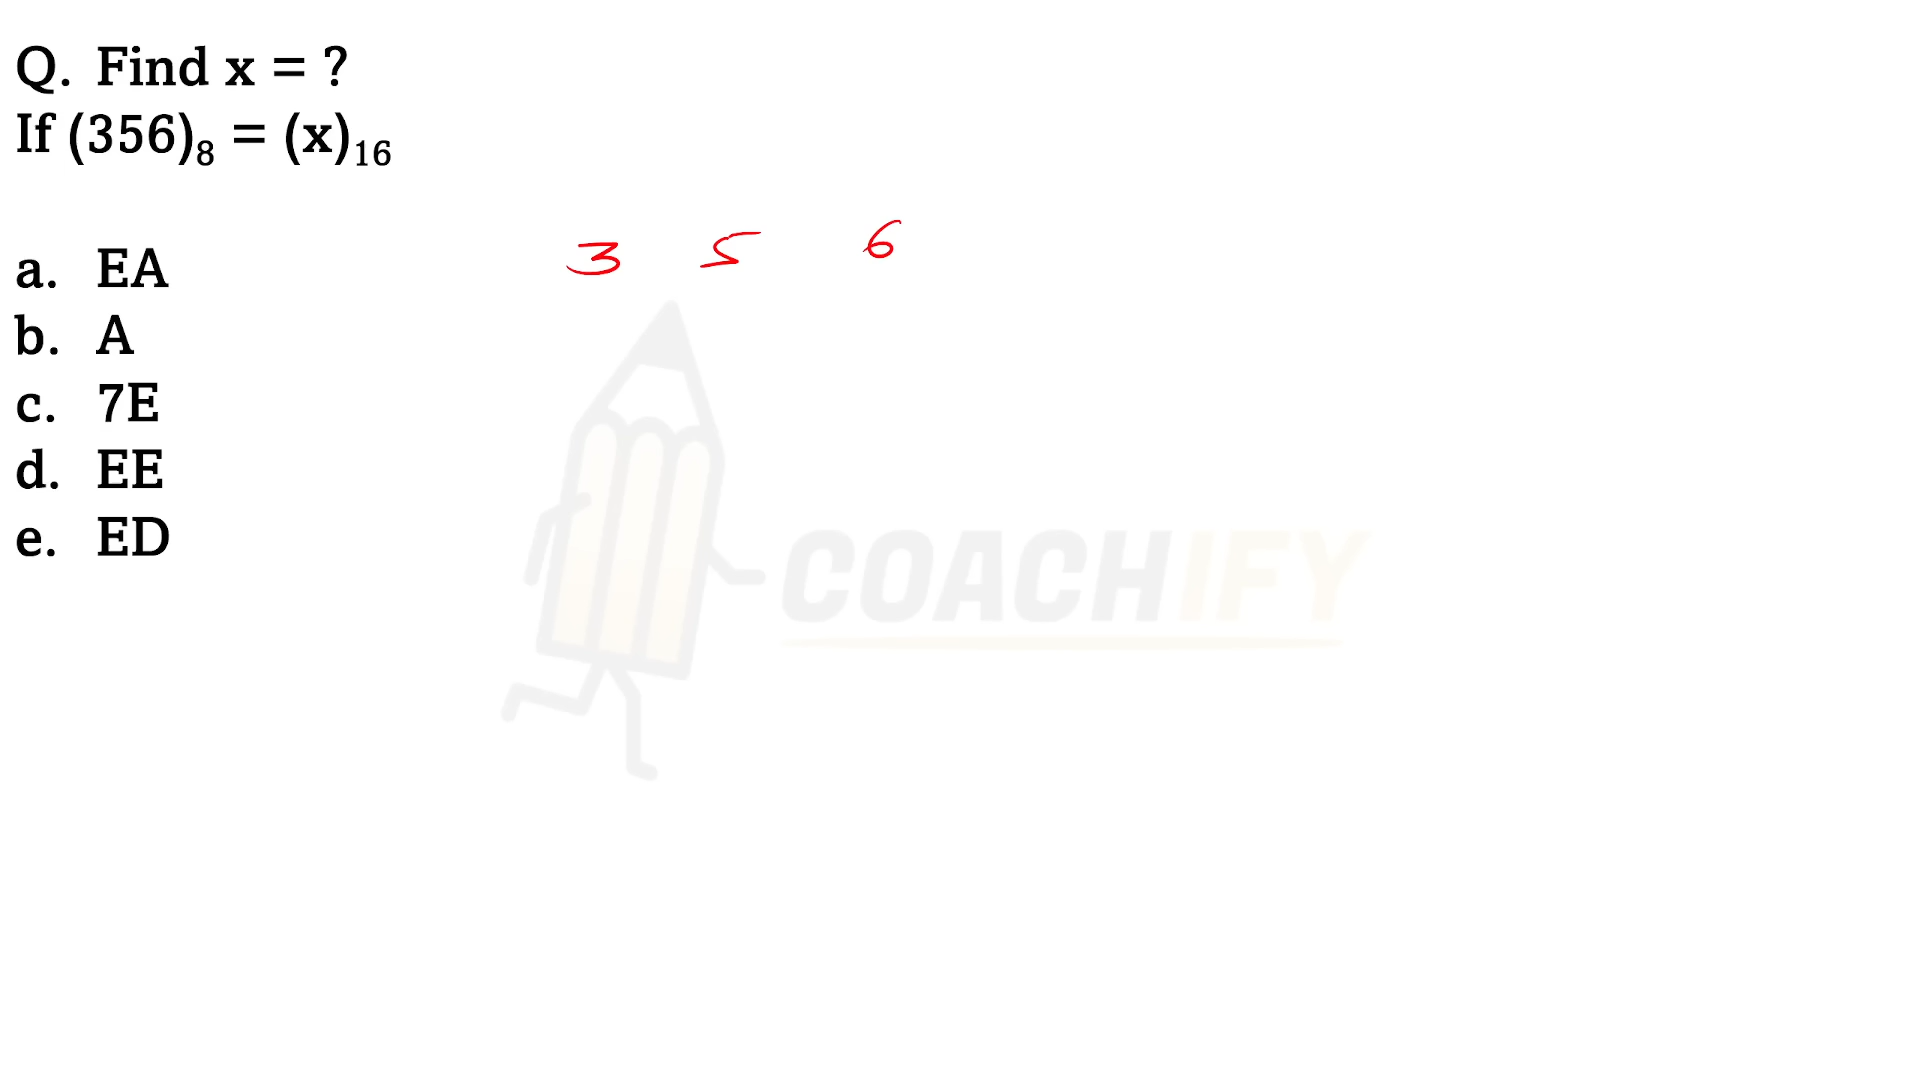 Q. Find x = ?
If (356)₈ = (x)₁₆
3 5 6
a. EA
b. A
c. 7E
d. EE
e. ED
COACHIFY